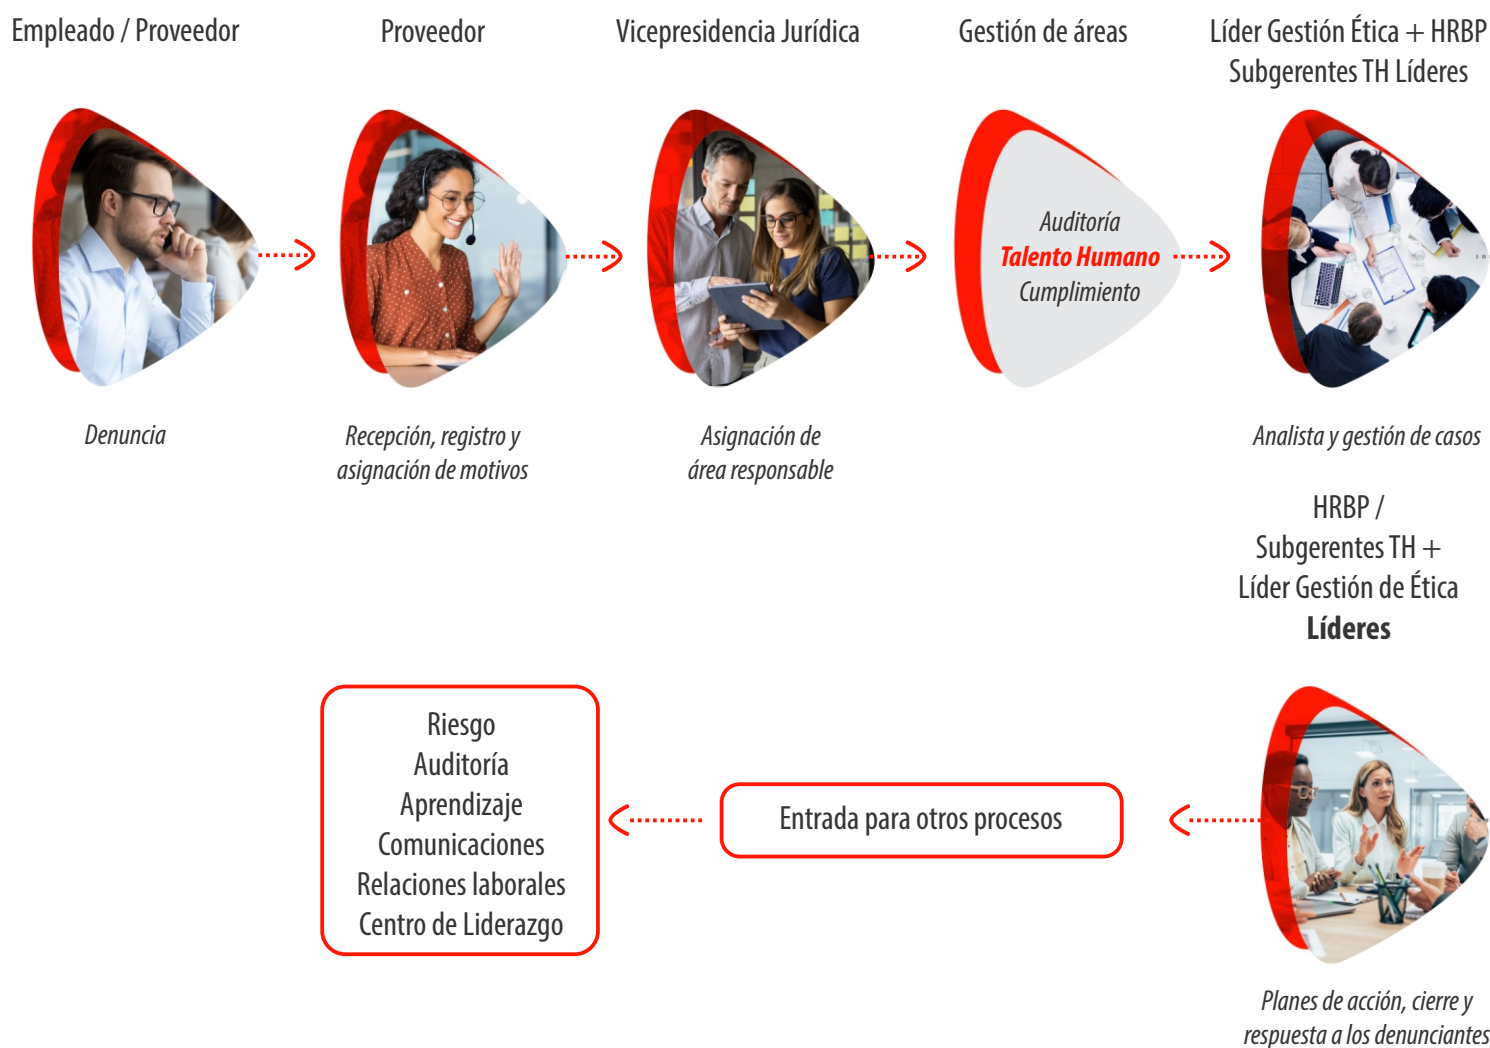 Empleado / Proveedor
Proveedor
Vicepresidencia Jurídica
Gestión de áreas
Líder Gestión Ética + HRBP
Subgerentes TH Líderes
Auditoría
Talento Humano
Cumplimiento
Denuncia
Recepción, registro y
asignación de motivos
Asignación de
área responsable
Analista y gestión de casos
HRBP /
Subgerentes TH +
Líder Gestión de Ética
Líderes
Riesgo
Auditoría
Aprendizaje
Comunicaciones
Relaciones laborales
Centro de Liderazgo
Entrada para otros procesos
Planes de acción, cierre y
respuesta a los denunciantes